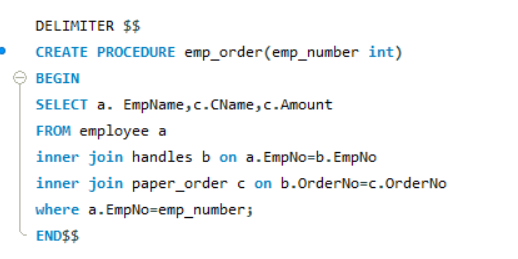 DELIMITER $$
CREATE PROCEDURE emp_order(emp_number int)
BEGIN
SELECT a. EmpName,c.CName,c.Amount
FROM employee a
inner join handles b on a.EmpNo=b.EmpNo
inner join paper_order c on b.OrderNo=c.OrderNo
where a.EmpNo=emp_number;
END$$